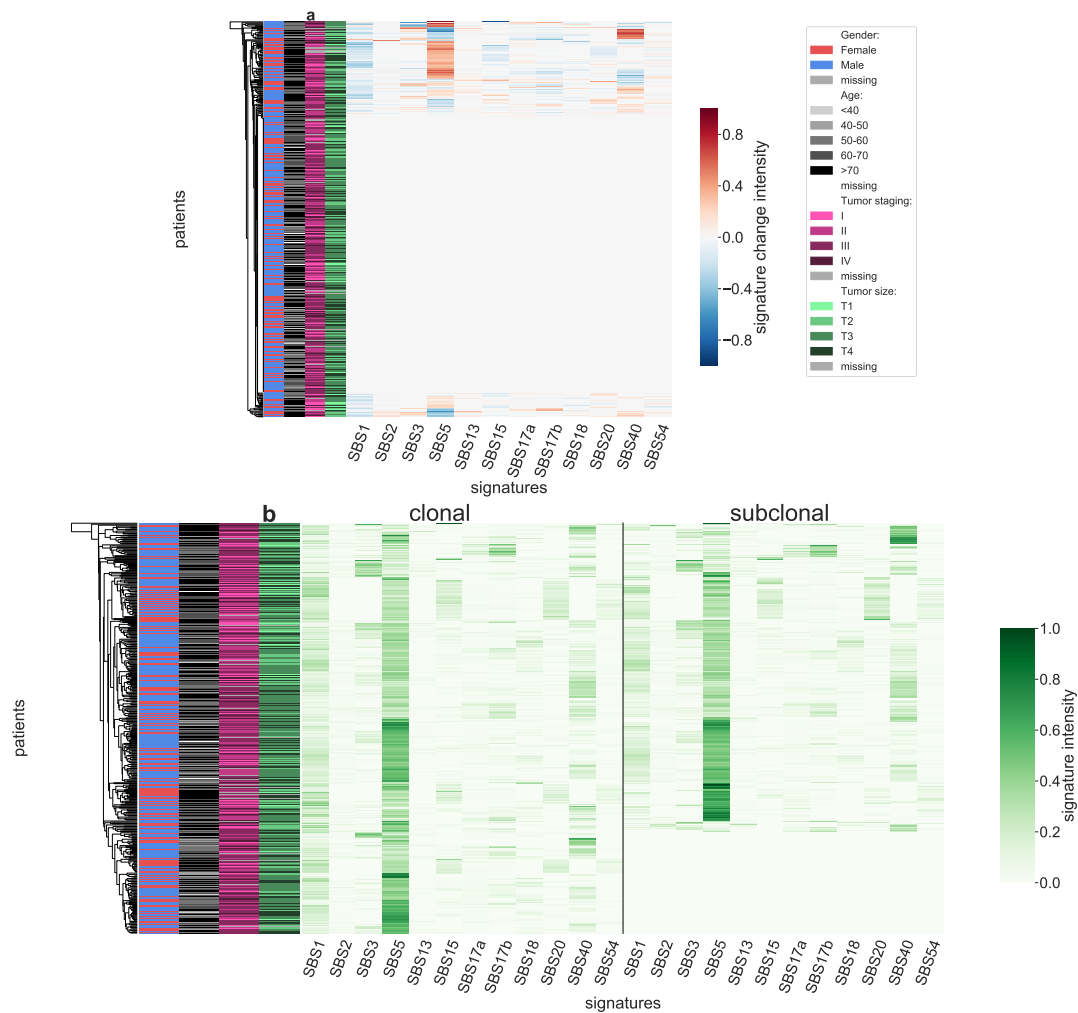 a
patients
SBS1
SBS2
SBS3
SBS5
SBS13
SBS15
SBS17a
SBS17b
SBS18
SBS20
SBS40
SBS54
signatures
0.8
0.4
0.0
−0.4
−0.8
signature change intensity
Gender:
Female
Male
missing
Age:
<40
40-50
50-60
60-70
>70
missing
Tumor staging:
I
II
III
IV
missing
Tumor size:
T1
T2
T3
T4
missing
b
clonal
subclonal
patients
SBS1
SBS2
SBS3
SBS5
SBS13
SBS15
SBS17a
SBS17b
SBS18
SBS20
SBS40
SBS54
SBS1
SBS2
SBS3
SBS5
SBS13
SBS15
SBS17a
SBS17b
SBS18
SBS20
SBS40
SBS54
signatures
1.0
0.8
0.6
0.4
0.2
0.0
signature intensity